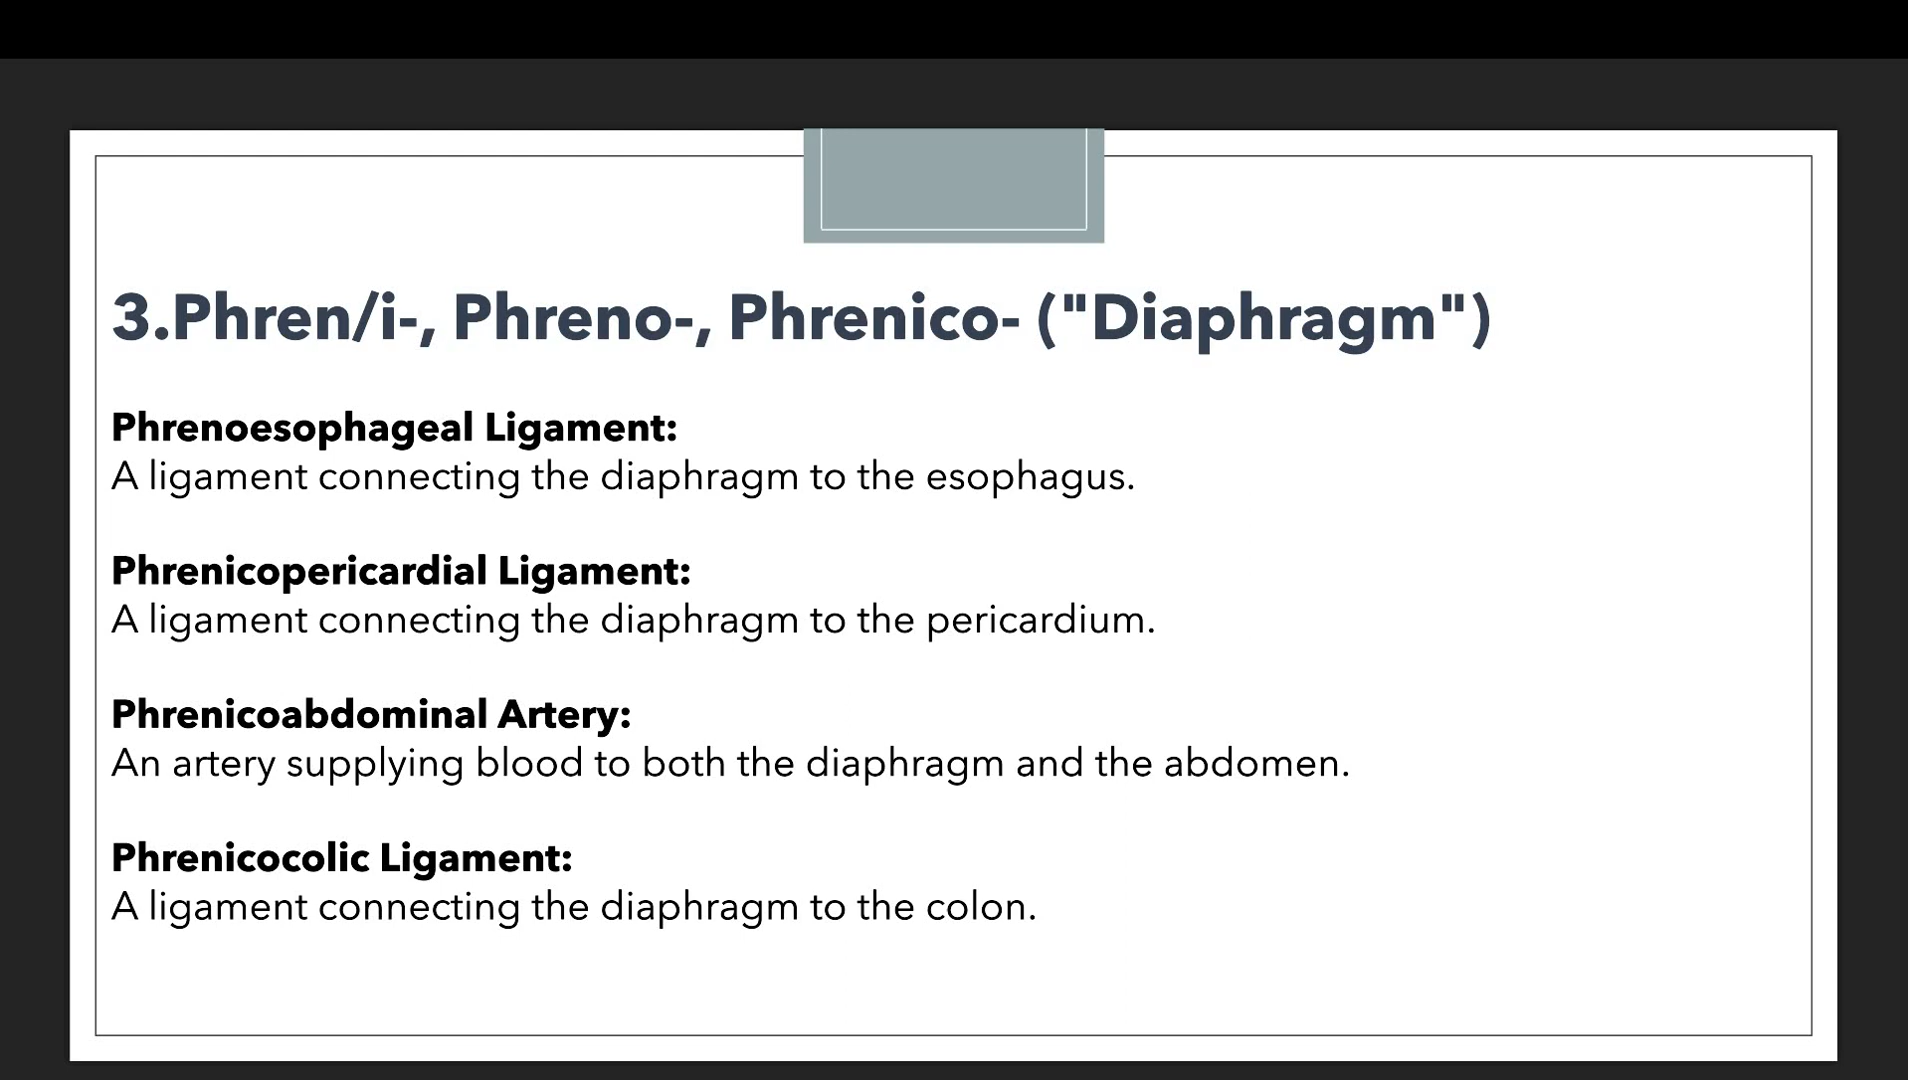 3.Phren/i-, Phreno-, Phrenico- ("Diaphragm")
Phrenoesophageal Ligament:
A ligament connecting the diaphragm to the esophagus.
Phrenicopericardial Ligament:
A ligament connecting the diaphragm to the pericardium.
Phrenicoabdominal Artery:
An artery supplying blood to both the diaphragm and the abdomen.
Phrenicocolic Ligament:
A ligament connecting the diaphragm to the colon.